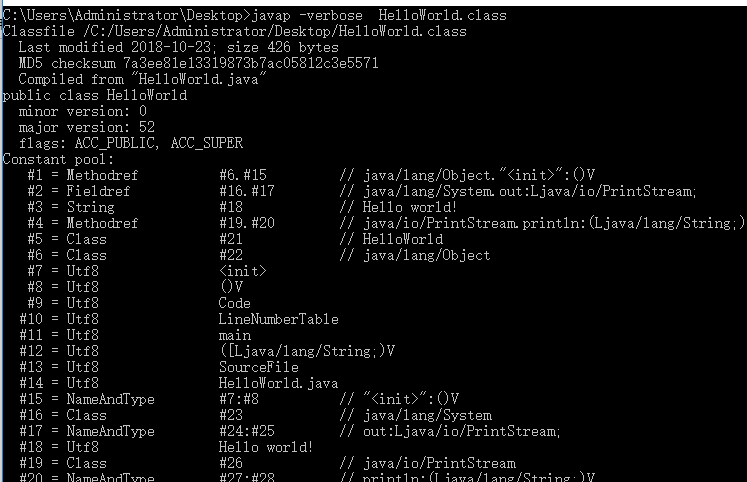 C:\Users\Administrator\Desktop>javap -verbose  HelloWorld.class
Classfile /C:/Users/Administrator/Desktop/HelloWorld.class
  Last modified 2018-10-23; size 426 bytes
  MD5 checksum 7a3ee81e13319873b7ac05812c3e5571
  Compiled from "HelloWorld.java"
public class HelloWorld
  minor version: 0
  major version: 52
  flags: ACC_PUBLIC, ACC_SUPER
Constant pool:
   #1 = Methodref          #6.#15         // java/lang/Object."<init>":()V
   #2 = Fieldref           #16.#17        // java/lang/System.out:Ljava/io/PrintStream;
   #3 = String             #18            // Hello world!
   #4 = Methodref          #19.#20        // java/io/PrintStream.println:(Ljava/lang/String;)
   #5 = Class              #21            // HelloWorld
   #6 = Class              #22            // java/lang/Object
   #7 = Utf8               <init>
   #8 = Utf8               ()V
   #9 = Utf8               Code
  #10 = Utf8               LineNumberTable
  #11 = Utf8               main
  #12 = Utf8               ([Ljava/lang/String;)V
  #13 = Utf8               SourceFile
  #14 = Utf8               HelloWorld.java
  #15 = NameAndType        #7:#8          // "<init>":()V
  #16 = Class              #23            // java/lang/System
  #17 = NameAndType        #24:#25        // out:Ljava/io/PrintStream;
  #18 = Utf8               Hello world!
  #19 = Class              #26            // java/io/PrintStream
  #20 = NameAndType        #27:#28        // println:(Ljava/lang/String;)V